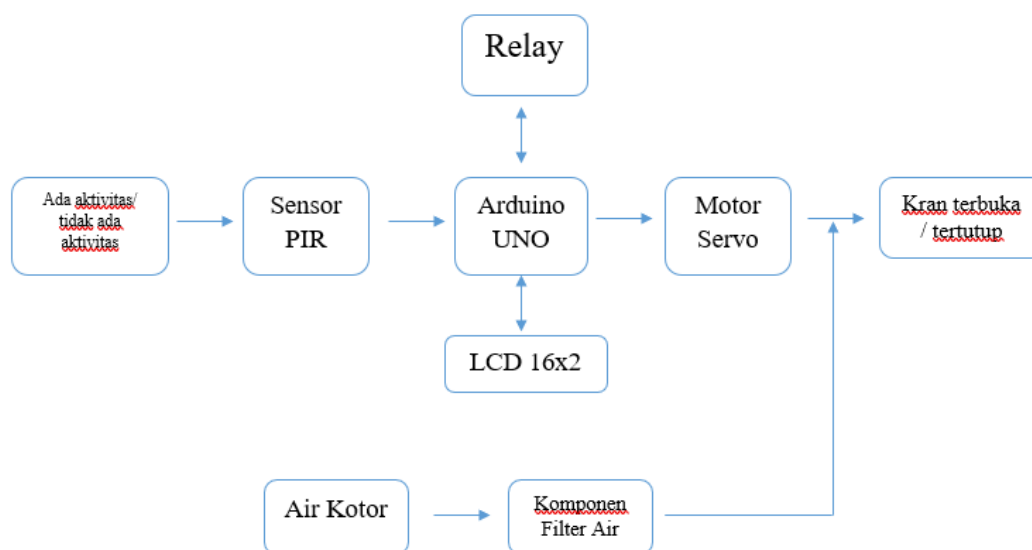 Relay
Ada aktivitas/
tidak ada
aktivitas
Sensor
PIR
Arduino
UNO
Motor
Servo
Kran terbuka
/ tertutup
LCD 16x2
Air Kotor
Komponen
Filter Air